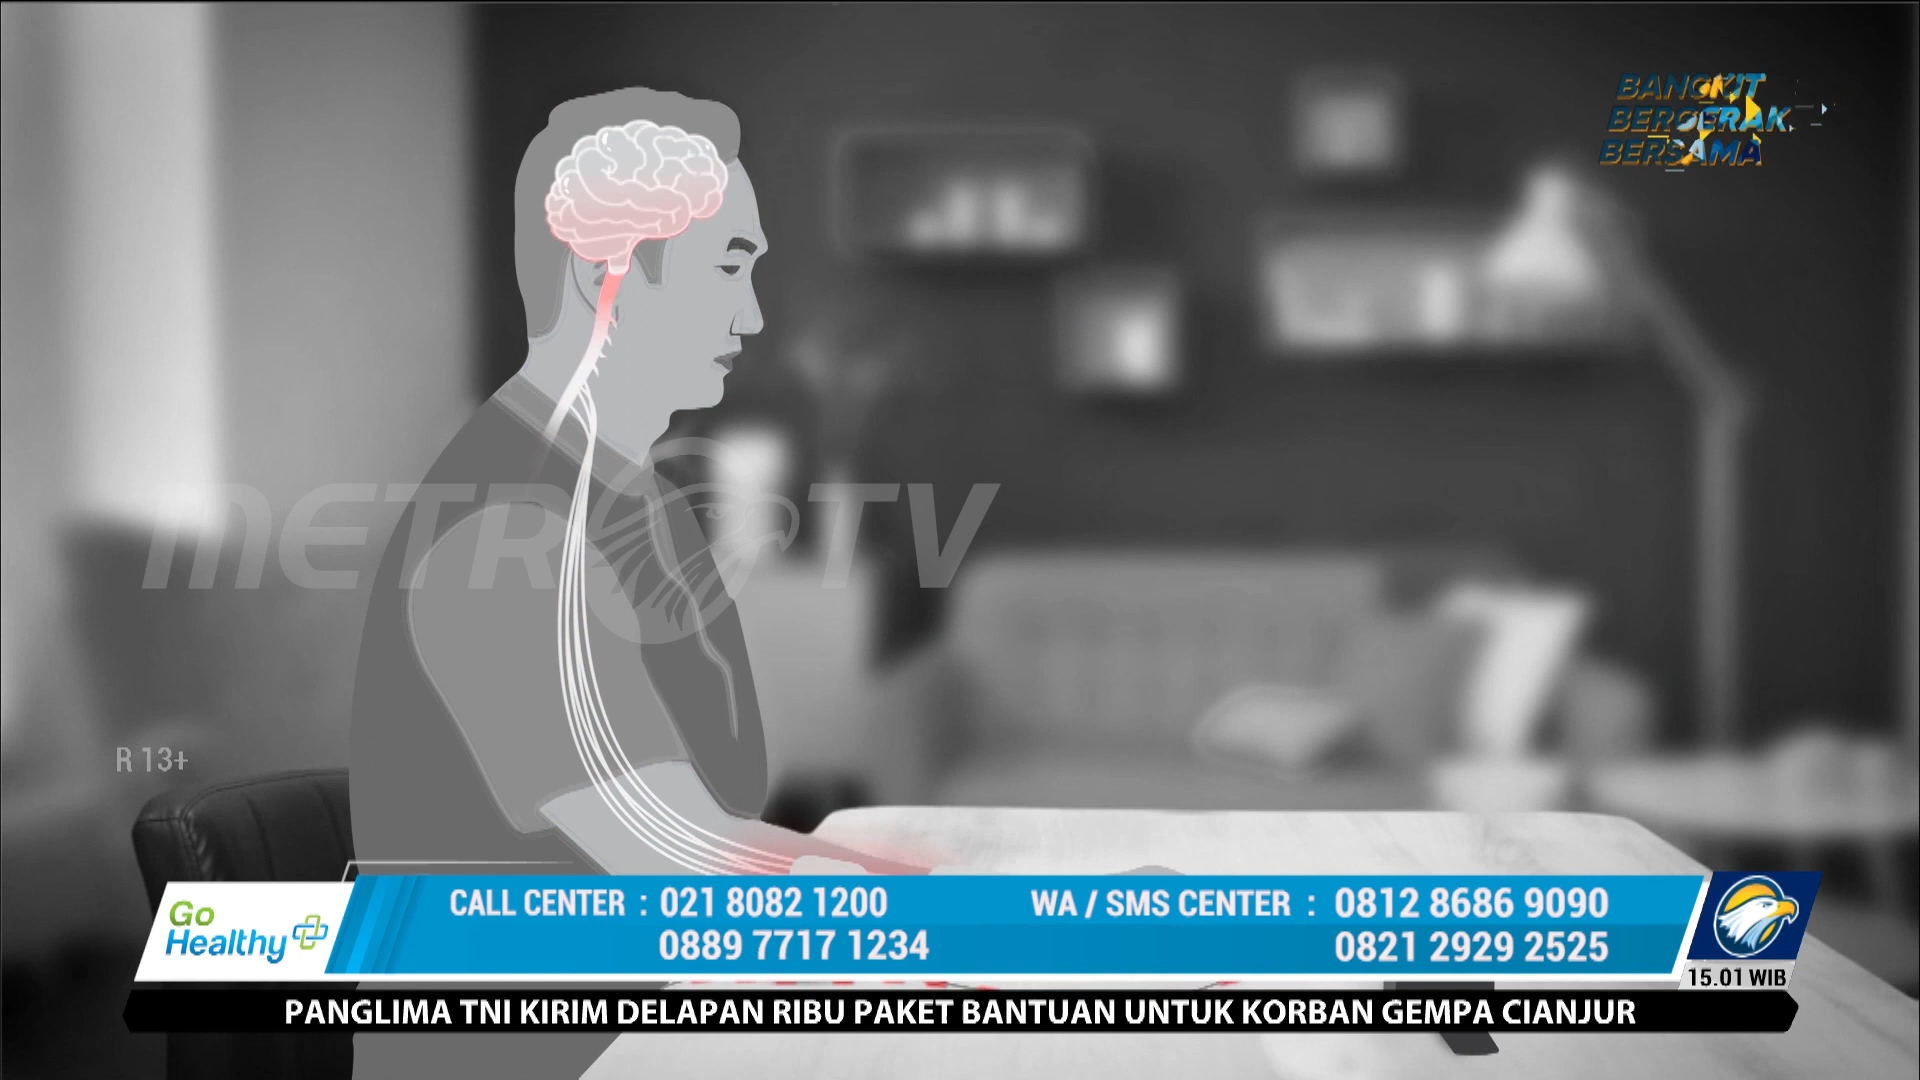 BANGKIT
BERGERAK
BERSAMA
METRO TV
R 13+
Go
Healthy
CALL CENTER : 021 8082 1200
0889 7717 1234
WA / SMS CENTER : 0812 8686 9090
0821 2929 2525
15.01 WIB
PANGLIMA TNI KIRIM DELAPAN RIBU PAKET BANTUAN UNTUK KORBAN GEMPA CIANJUR